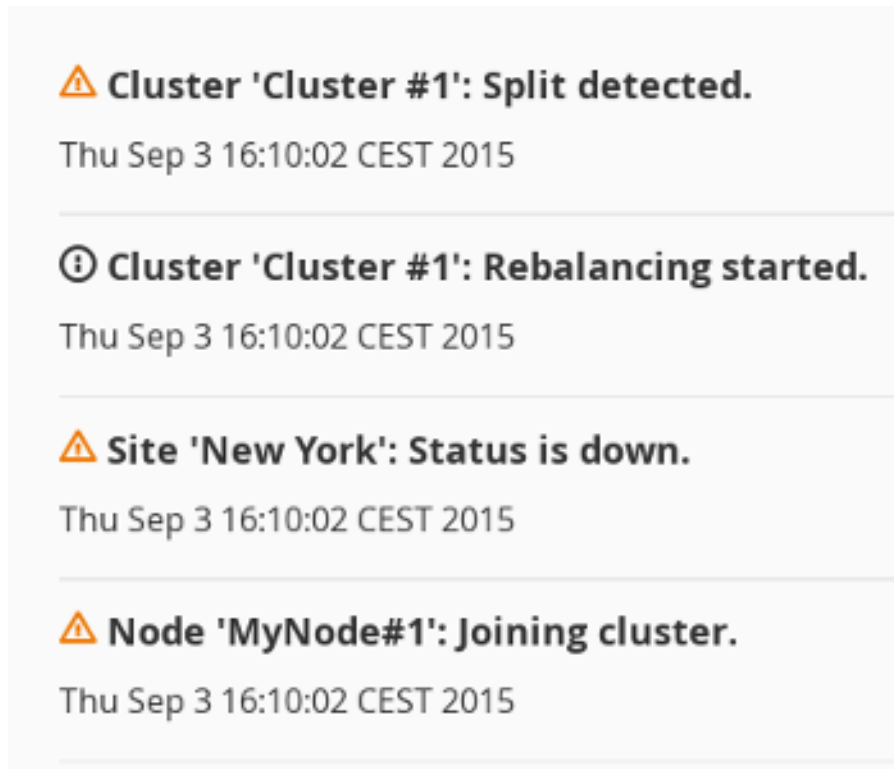 Cluster 'Cluster #1': Split detected.
Thu Sep 3 16:10:02 CEST 2015
Cluster 'Cluster #1': Rebalancing started.
Thu Sep 3 16:10:02 CEST 2015
Site 'New York': Status is down.
Thu Sep 3 16:10:02 CEST 2015
Node 'MyNode#1': Joining cluster.
Thu Sep 3 16:10:02 CEST 2015